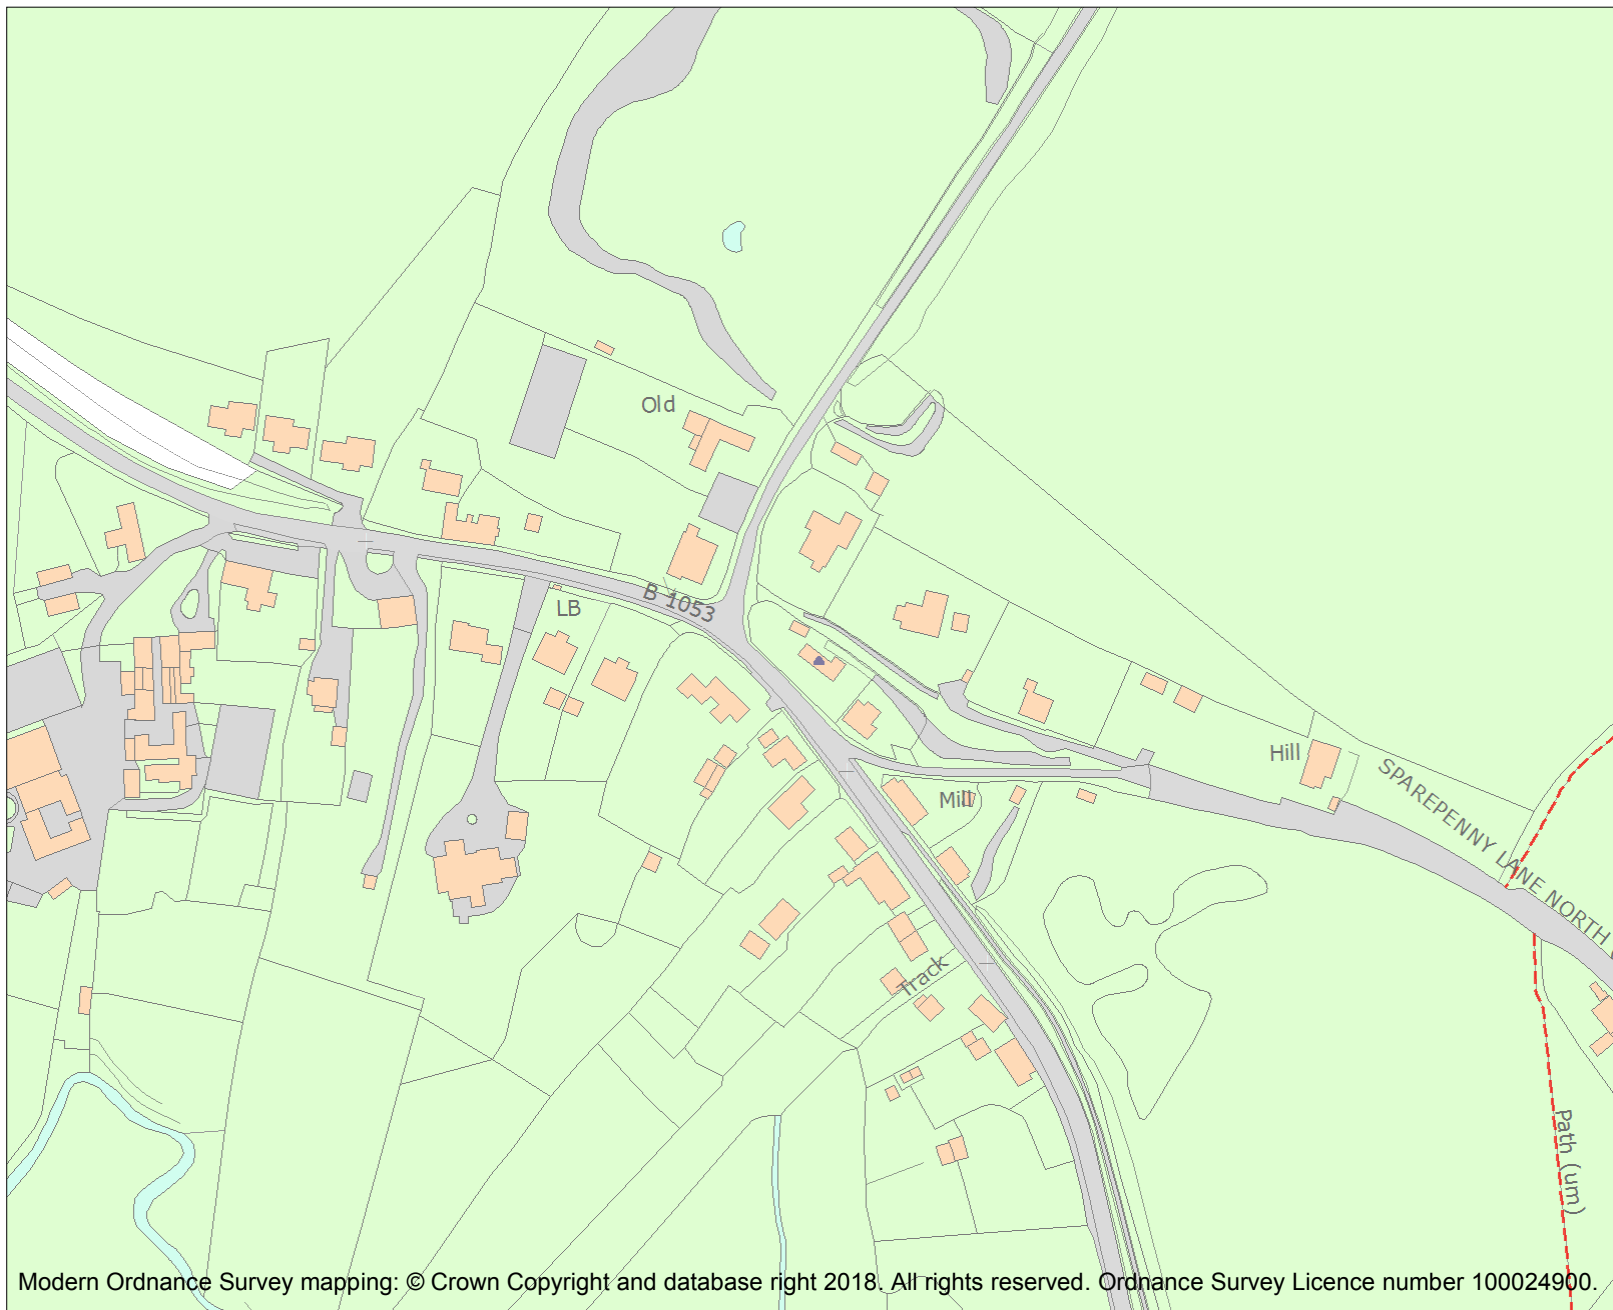 Old
B 1053
LB
Hill
SPAREPENNY LANE NORTH
Mill
Track
Path (um)
Modern Ordnance Survey mapping: © Crown Copyright and database right 2018. All rights reserved. Ordnance Survey Licence number 100024900.